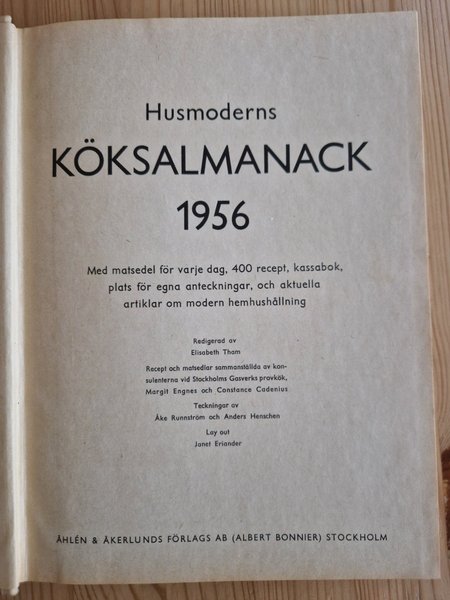 Husmoderns
KÖKSALMANACK
1956
Med matsedel för varje dag, 400 recept, kassabok,
plats för egna anteckningar, och aktuella
artiklar om modern hemhushållning
Redigerad av
Elisabeth Tham
Recept och matsedlar sammanställda av kon-
sulenterna vid Stockholms Gasverks provkök,
Margit Engnes och Constance Cadenius
Teckningar av
Åke Runnström och Anders Henschen
Lay out
Janet Eriander
ÅHLÉN & ÅKERLUNDS FÖRLAGS AB (ALBERT BONNIER) STOCKHOLM